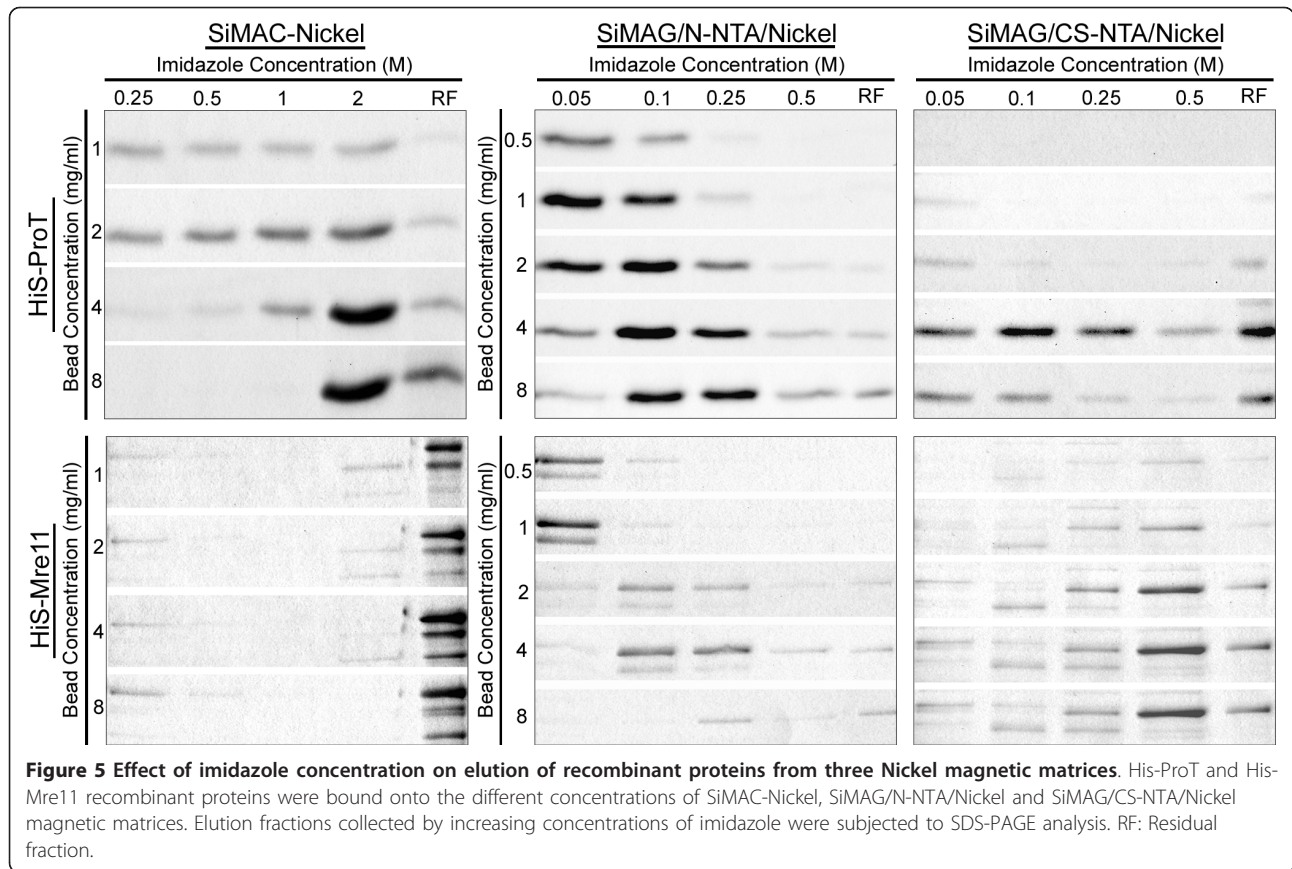 SiMAC-Nickel
SiMAG/N-NTA/Nickel
SiMAG/CS-NTA/Nickel
Imidazole Concentration (M)
Imidazole Concentration (M)
Imidazole Concentration (M)
0.25 0.5 1 2 RF
0.05 0.1 0.25 0.5 RF
0.05 0.1 0.25 0.5 RF
HiS-ProT
Bead Concentration (mg/ml)
1
2
4
8
Bead Concentration (mg/ml)
0.5
1
2
4
8
HiS-Mre11
Bead Concentration (mg/ml)
1
2
4
8
Bead Concentration (mg/ml)
0.5
1
2
4
8
Figure 5 Effect of imidazole concentration on elution of recombinant proteins from three Nickel magnetic matrices. His-ProT and His-
Mre11 recombinant proteins were bound onto the different concentrations of SiMAC-Nickel, SiMAG/N-NTA/Nickel and SiMAG/CS-NTA/Nickel
magnetic matrices. Elution fractions collected by increasing concentrations of imidazole were subjected to SDS-PAGE analysis. RF: Residual
fraction.